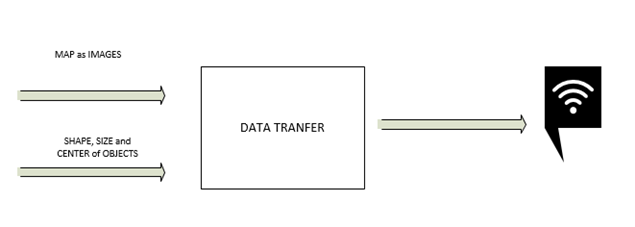 MAP as IMAGES
SHAPE, SIZE and
CENTER of OBJECTS
DATA TRANFER